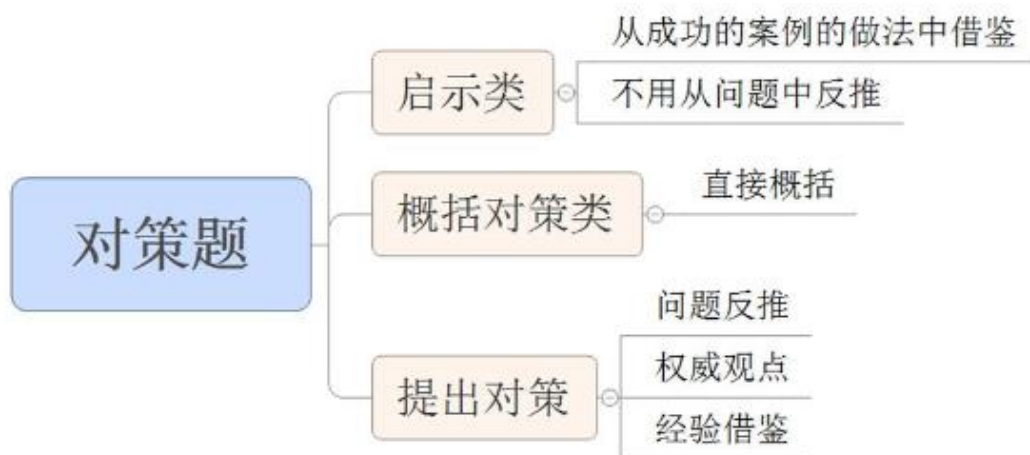 对策题
启示类
从成功的案例的做法中借鉴
不用从问题中反推
概括对策类
直接概括
提出对策
问题反推
权威观点
经验借鉴